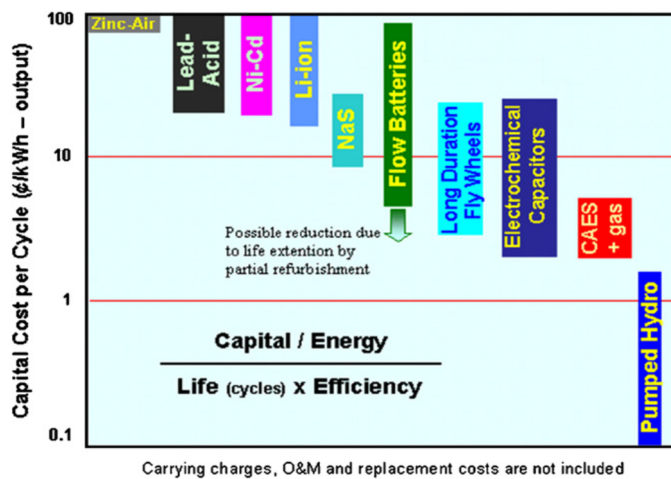 Capital Cost per Cycle (¢/kWh – output)
100
10
1
0.1
Zinc-Air
Lead-
Acid
Ni-Cd
Li-ion
NaS
Flow Batteries
Long Duration
Fly Wheels
Electrochemical
Capacitors
CAES
+ gas
Pumped Hydro
Possible reduction due
to life extention by
partial refurbishment
Capital / Energy
Life (cycles) x Efficiency
Carrying charges, O&M and replacement costs are not included